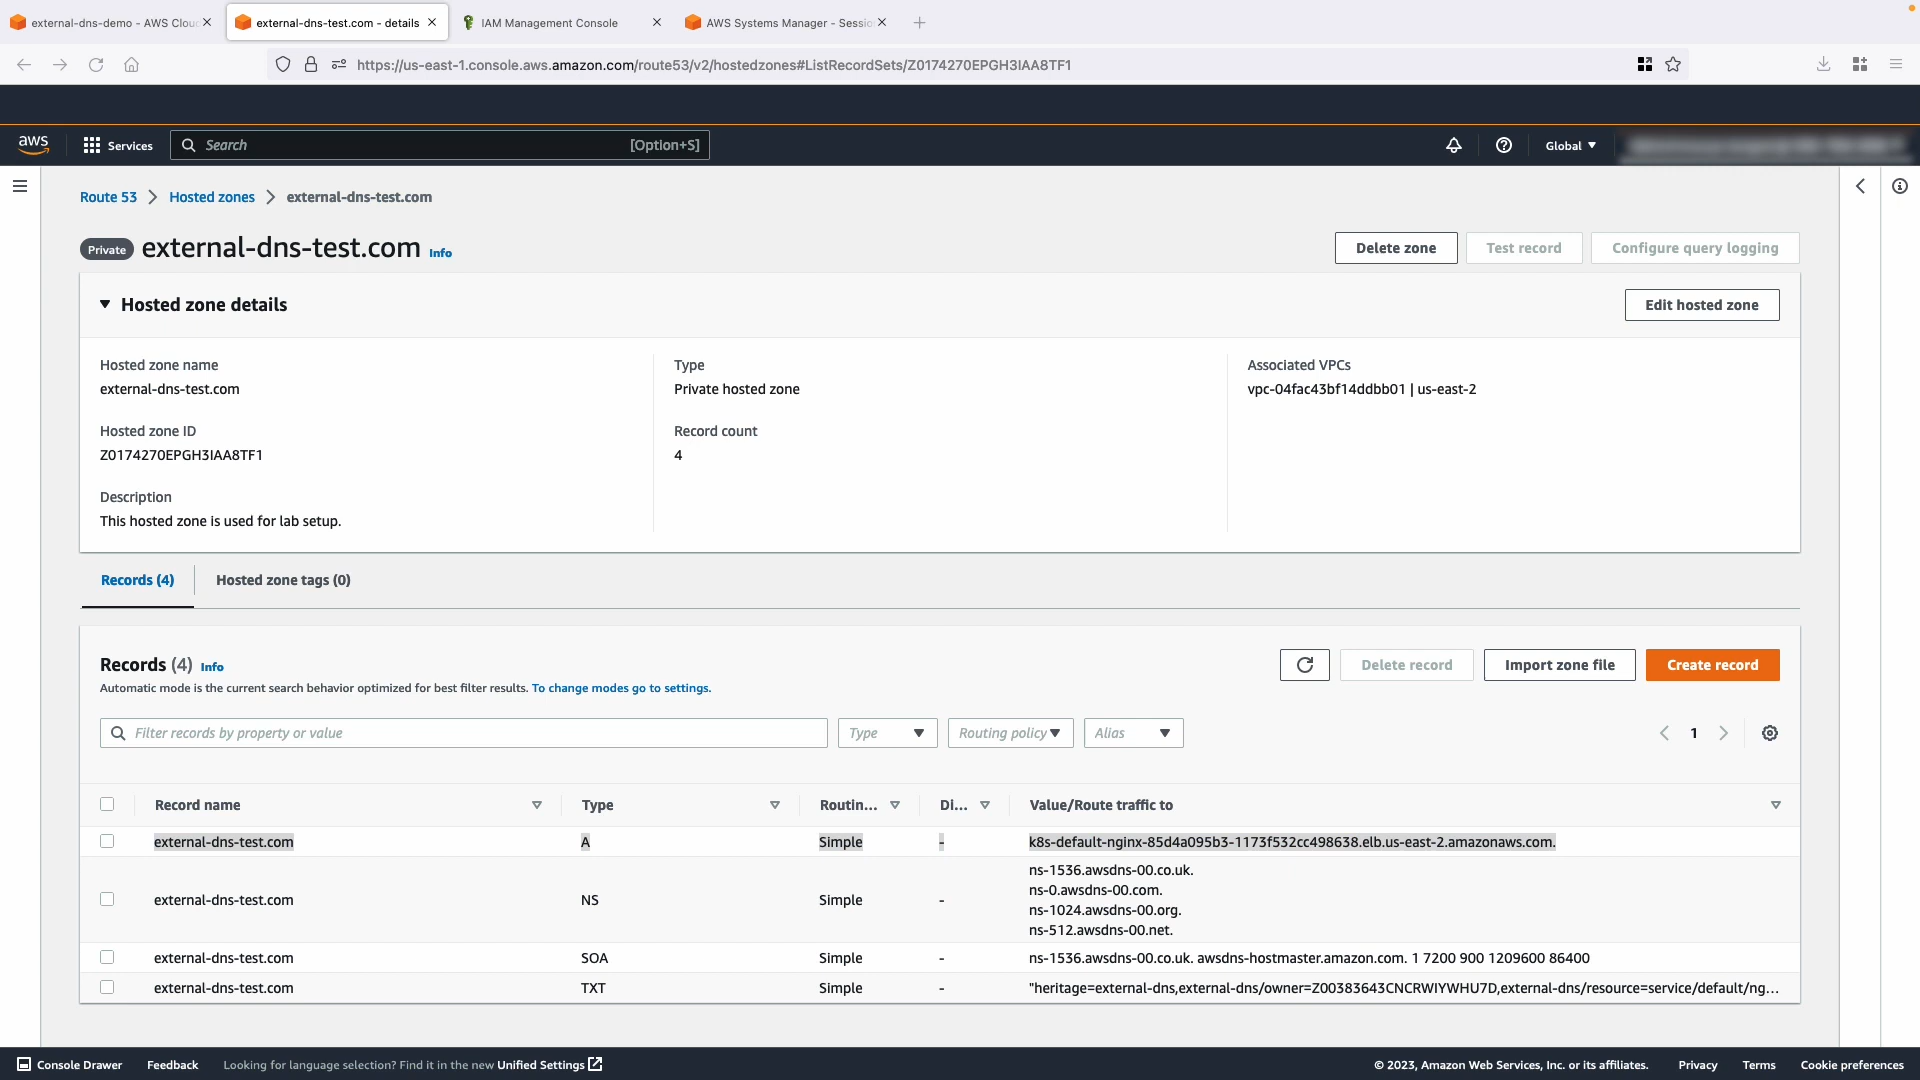 external-dns-demo - AWS Clou
external-dns-test.com - details
IAM Management Console
AWS Systems Manager - Sessio
https://us-east-1.console.aws.amazon.com/route53/v2/hostedzones#ListRecordSets/Z0174270EPGH3IAA8TF1
aws
Services
Search
[Option+S]
Global
Route 53
Hosted zones
external-dns-test.com
Private
external-dns-test.com
Info
Delete zone
Test record
Configure query logging
Hosted zone details
Edit hosted zone
Hosted zone name
external-dns-test.com
Type
Private hosted zone
Associated VPCs
vpc-04fac43bf14ddbb01 | us-east-2
Hosted zone ID
Z0174270EPGH3IAA8TF1
Record count
4
Description
This hosted zone is used for lab setup.
Records (4)
Hosted zone tags (0)
Records (4) Info
Automatic mode is the current search behavior optimized for best filter results. To change modes go to settings.
Delete record
Import zone file
Create record
Filter records by property or value
Type
Routing policy
Alias
1
Record name
Type
Routin...
Di...
Value/Route traffic to
external-dns-test.com
A
Simple
-
k8s-default-nginx-85d4a095b3-1173f532cc498638.elb.us-east-2.amazonaws.com.
external-dns-test.com
NS
Simple
-
ns-1536.awsdns-00.co.uk.
ns-0.awsdns-00.com.
ns-1024.awsdns-00.org.
ns-512.awsdns-00.net.
external-dns-test.com
SOA
Simple
-
ns-1536.awsdns-00.co.uk. awsdns-hostmaster.amazon.com. 1 7200 900 1209600 86400
external-dns-test.com
TXT
Simple
-
"heritage=external-dns,external-dns/owner=Z00383643CNCRWIYWHU7D,external-dns/resource=service/default/ng...
Console Drawer
Feedback
Looking for language selection? Find it in the new Unified Settings
© 2023, Amazon Web Services, Inc. or its affiliates.
Privacy
Terms
Cookie preferences